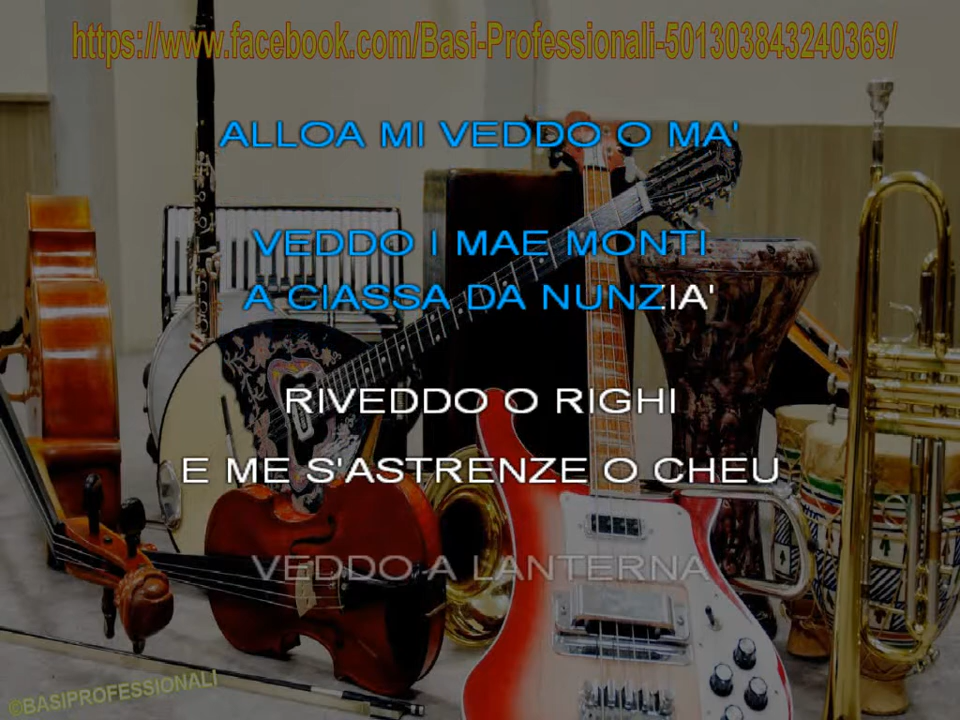 https://www.facebook.com/Basi-Professionali-501303843240369/
ALLOA MI VEDDO O MA'
VEDDO I MAE MONTI
A CIASSA DA NUNZIA'
RIVEDDO O RIGHI
E ME S'ASTRENZE O CHEU
VEDDO A LANTERNA
©BASIPROFESSIONALI